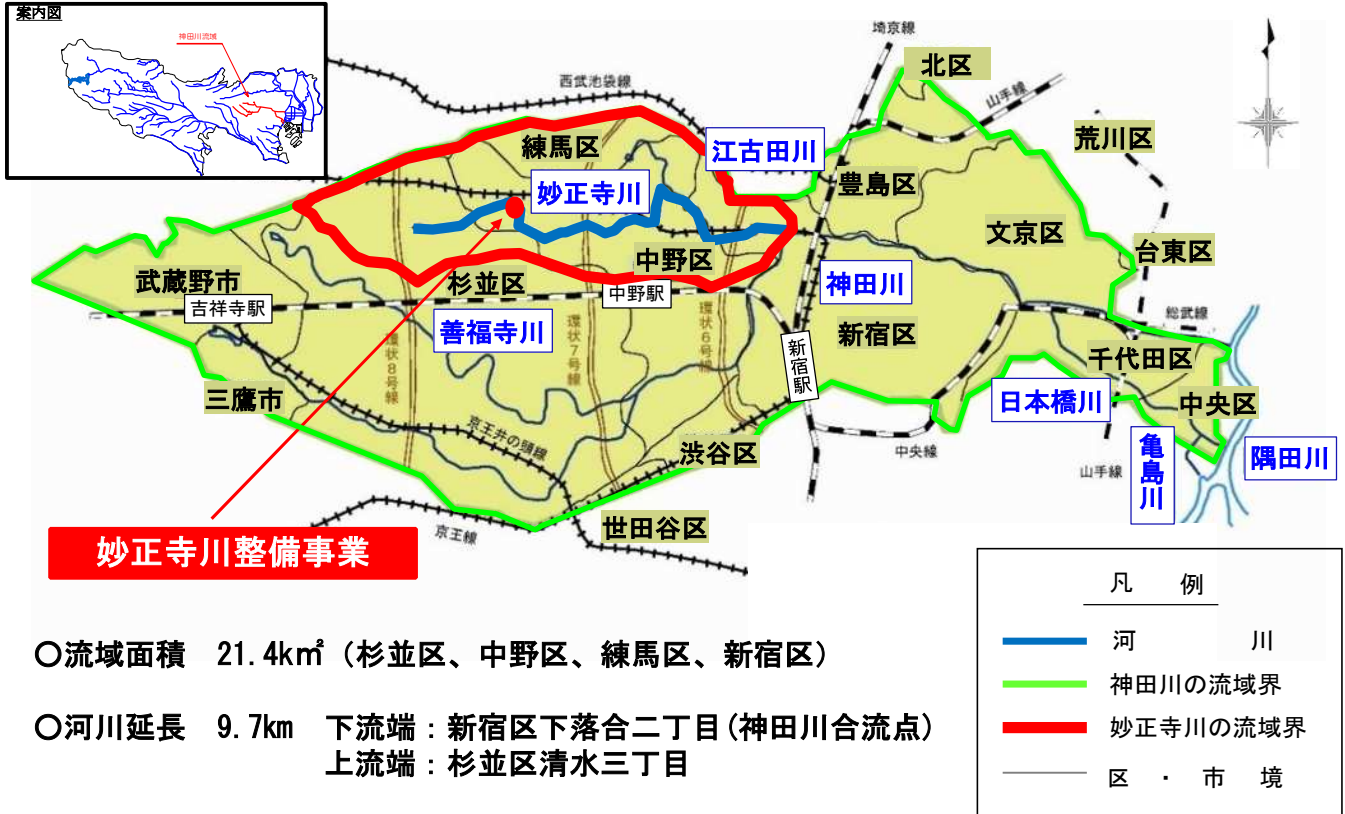 案内図
神田川流域
埼京線
北区
西武池袋線
山手線
荒川区
練馬区
江古田川
豊島区
妙正寺川
文京区
台東区
中野区
武蔵野市
杉並区
神田川
吉祥寺駅
中野駅
総武線
善福寺川
環状8号線
環状7号線
環状6号線
新宿駅
新宿区
千代田区
三鷹市
日本橋川
中央区
京王井の頭線
渋谷区
中央線
山手線
亀島川
隅田川
世田谷区
京王線
妙正寺川整備事業
凡 例
河 川
神田川の流域界
妙正寺川の流域界
区 ・ 市 境
〇流域面積 21.4k㎡（杉並区、中野区、練馬区、新宿区）
〇河川延長 9.7km 下流端：新宿区下落合二丁目(神田川合流点)
上流端：杉並区清水三丁目